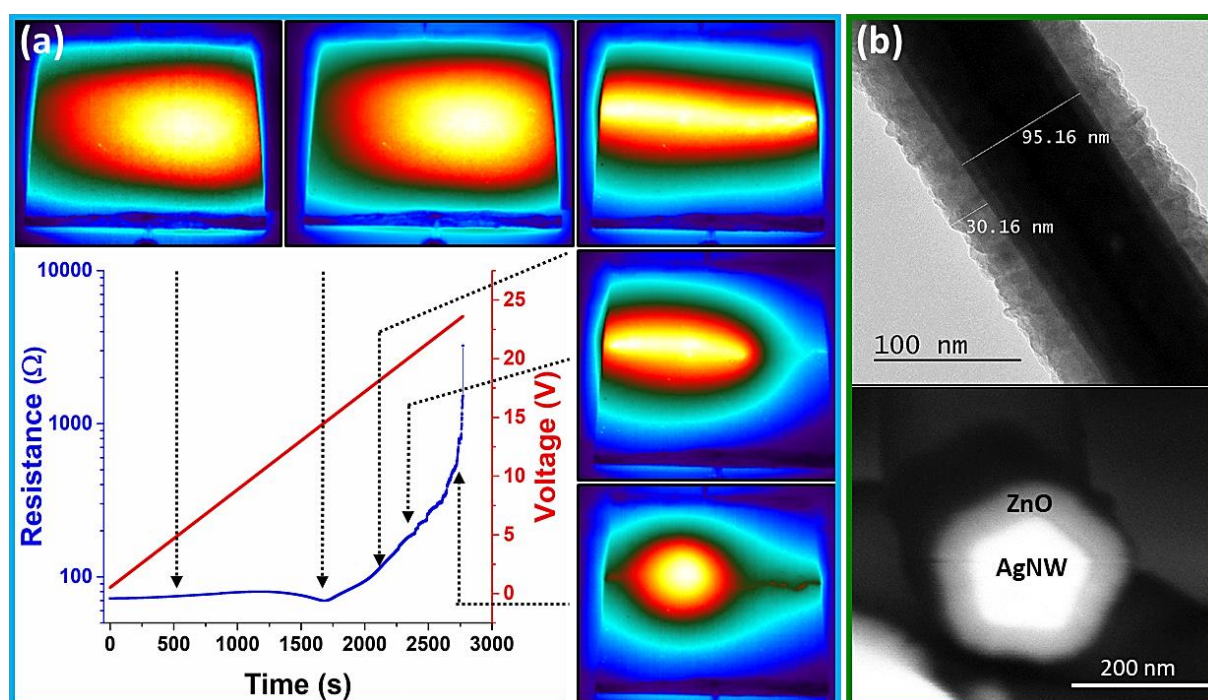 (a)
10000
1000
100
Resistance (Ω)
25
20
15
10
5
0
Voltage (V)
0 500 1000 1500 2000 2500 3000
Time (s)
(b)
95.16 nm
30.16 nm
100 nm
ZnO
AgNW
200 nm